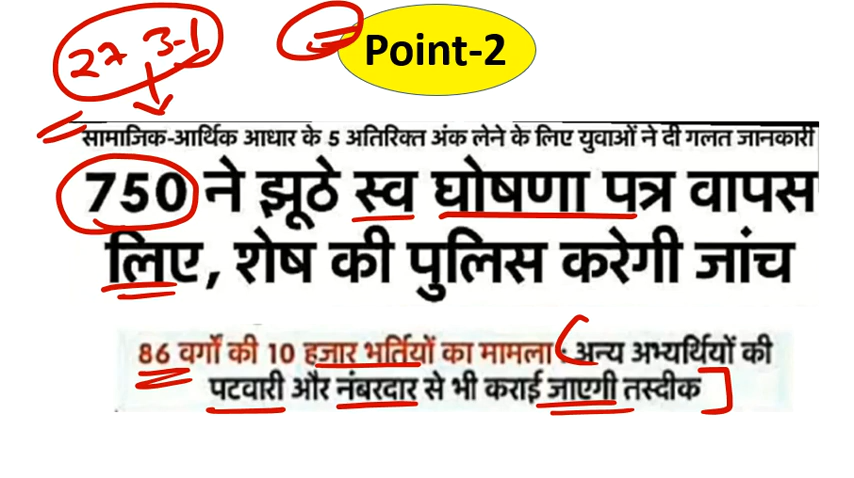 27 3-1
Point-2
सामाजिक-आर्थिक आधार के 5 अतिरिक्त अंक लेने के लिए युवाओं ने दी गलत जानकारी
750 ने झूठे स्व घोषणा पत्र वापस
लिए, शेष की पुलिस करेगी जांच
86 वर्गों की 10 हजार भर्तियों का मामला : अन्य अभ्यर्थियों की
पटवारी और नंबरदार से भी कराई जाएगी तस्दीक